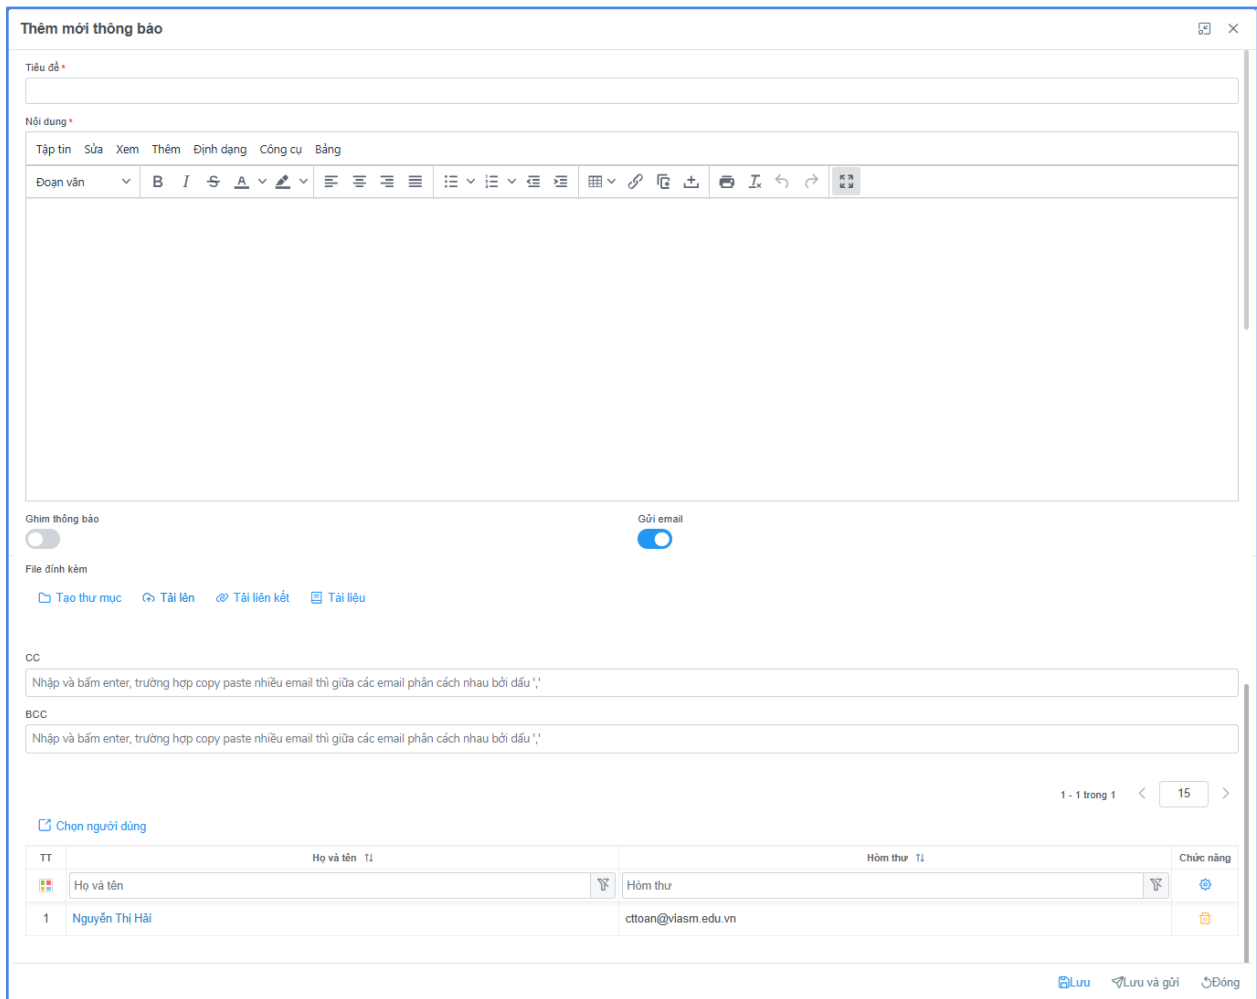 Thêm mới thông báo
Tiêu đề *
Nội dung *
Tập tin Sửa Xem Thêm Định dạng Công cụ Bảng
Đoạn văn B I S A
Ghim thông báo Gửi email
File đính kèm
Tạo thư mục Tải lên Tải liên kết Tài liệu
CC
Nhập và bấm enter, trường hợp copy paste nhiều email thì giữa các email phân cách nhau bởi dấu ','
BCC
Nhập và bấm enter, trường hợp copy paste nhiều email thì giữa các email phân cách nhau bởi dấu ','
1 - 1 trong 1 15
Chọn người dùng
TT Họ và tên Hòm thư Chức năng
Họ và tên Hòm thư
1 Nguyễn Thị Hải cttoan@viasm.edu.vn
Lưu Lưu và gửi Đóng